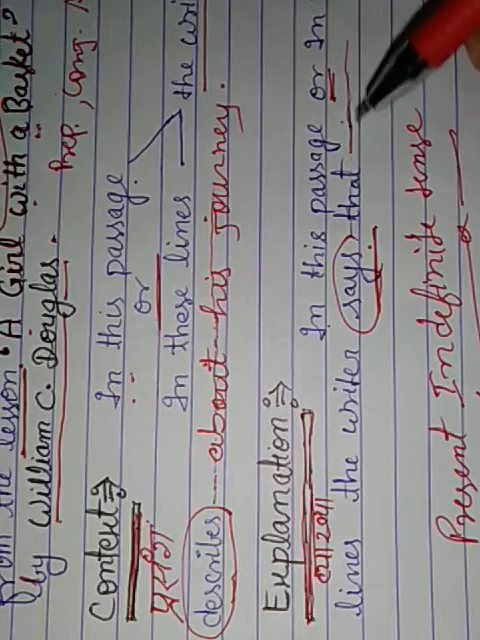 from the lesson "A Girl with a Basket"
by William C. Douglas.
Prep., Conj.
Content⇒ In this passage
or
In these lines the wri
प्रसंग
describes --- about his journey.
Explanation⇒ In this passage or In
व्याख्या
lines the writer says that
Present Indefinite tense